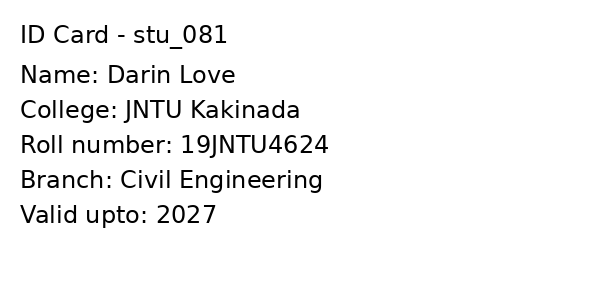 ID Card - stu_081
Name: Darin Love
College: JNTU Kakinada
Roll number: 19JNTU4624
Branch: Civil Engineering
Valid upto: 2027